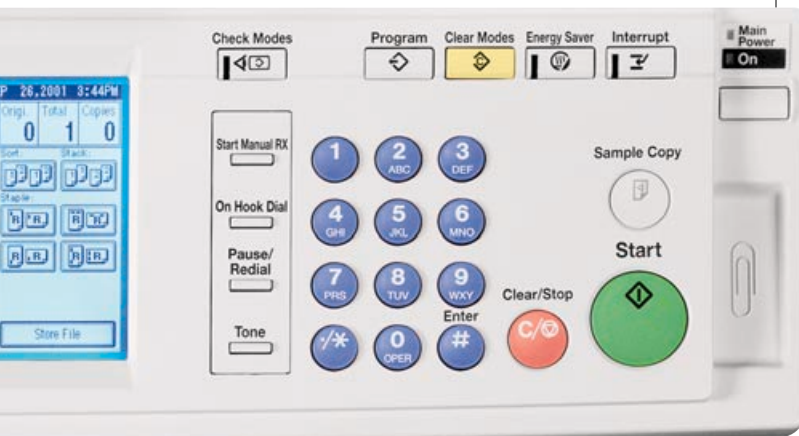 Check Modes
Program
Clear Modes
Energy Saver
Interrupt
Main
Power
On
P 26,2001 3:44PM
Origi. Total Copies
0 1 0
Sort: Stack:
Staple:
Store File
Start Manual RX
On Hook Dial
Pause/
Redial
Tone
1
2
ABC
3
DEF
4
GHI
5
JKL
6
MNO
7
PRS
8
TUV
9
WXY
Enter
·/*
0
OPER
#
Clear/Stop
C/
Sample Copy
Start